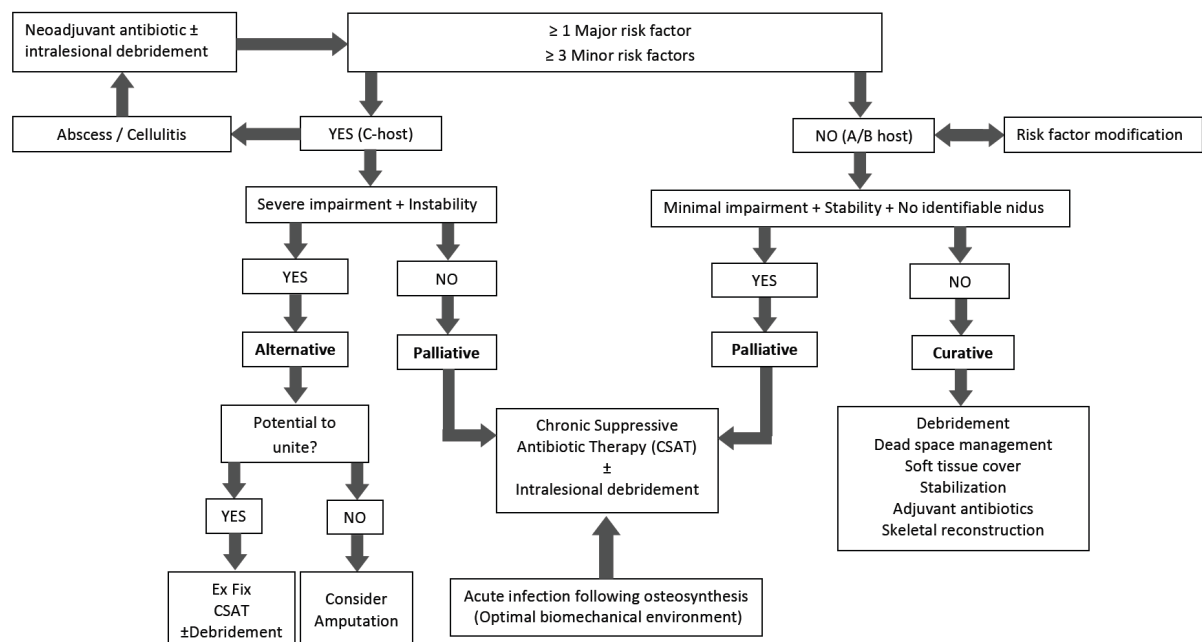 Neoadjuvant antibiotic ±
intralesional debridement
≥ 1 Major risk factor
≥ 3 Minor risk factors
Abscess / Cellulitis
YES (C-host)
NO (A/B host)
Risk factor modification
Severe impairment + Instability
Minimal impairment + Stability + No identifiable nidus
YES
NO
YES
NO
Alternative
Palliative
Palliative
Curative
Potential to
unite?
Chronic Suppressive
Antibiotic Therapy (CSAT)
±
Intralesional debridement
Debridement
Dead space management
Soft tissue cover
Stabilization
Adjuvant antibiotics
Skeletal reconstruction
YES
NO
Ex Fix
CSAT
±Debridement
Consider
Amputation
Acute infection following osteosynthesis
(Optimal biomechanical environment)